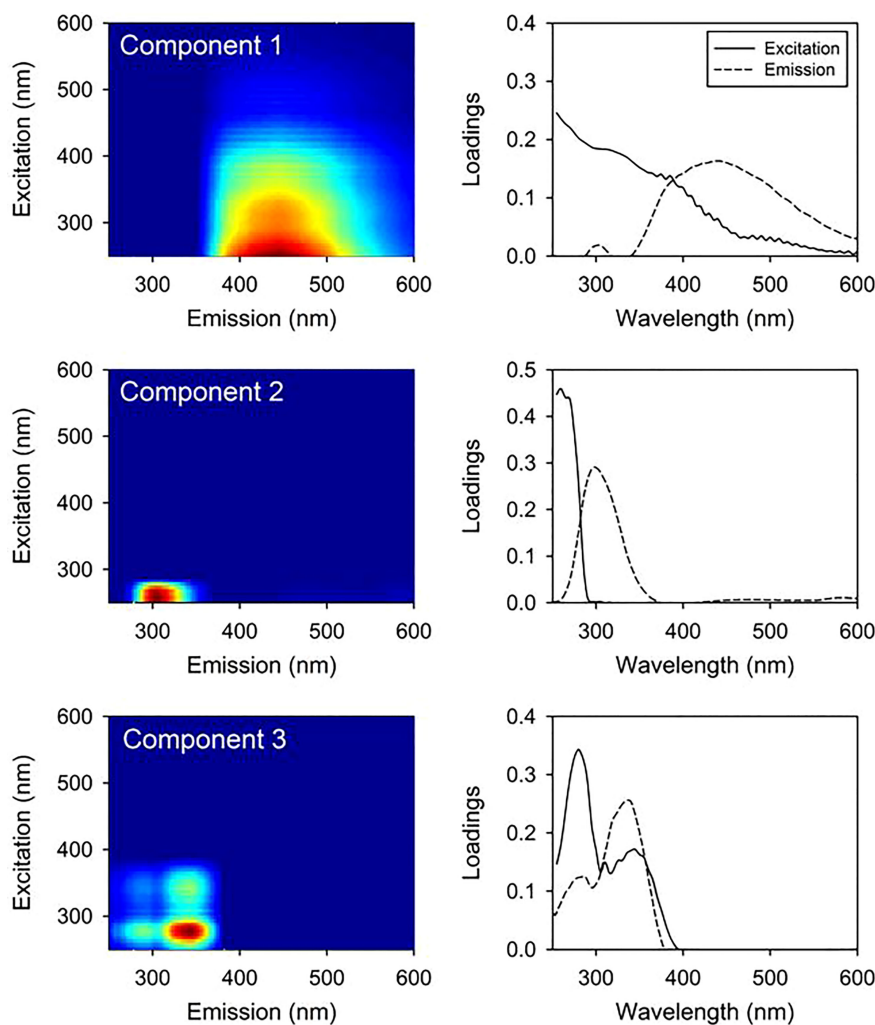 Component 1
Excitation (nm)
600
500
400
300
300 400 500 600
Emission (nm)
Loadings
0.4
0.3
0.2
0.1
0.0
Excitation
Emission
300 400 500 600
Wavelength (nm)
Component 2
Excitation (nm)
600
500
400
300
300 400 500 600
Emission (nm)
Loadings
0.5
0.4
0.3
0.2
0.1
0.0
300 400 500 600
Wavelength (nm)
Component 3
Excitation (nm)
600
500
400
300
300 400 500 600
Emission (nm)
Loadings
0.4
0.3
0.2
0.1
0.0
300 400 500 600
Wavelength (nm)